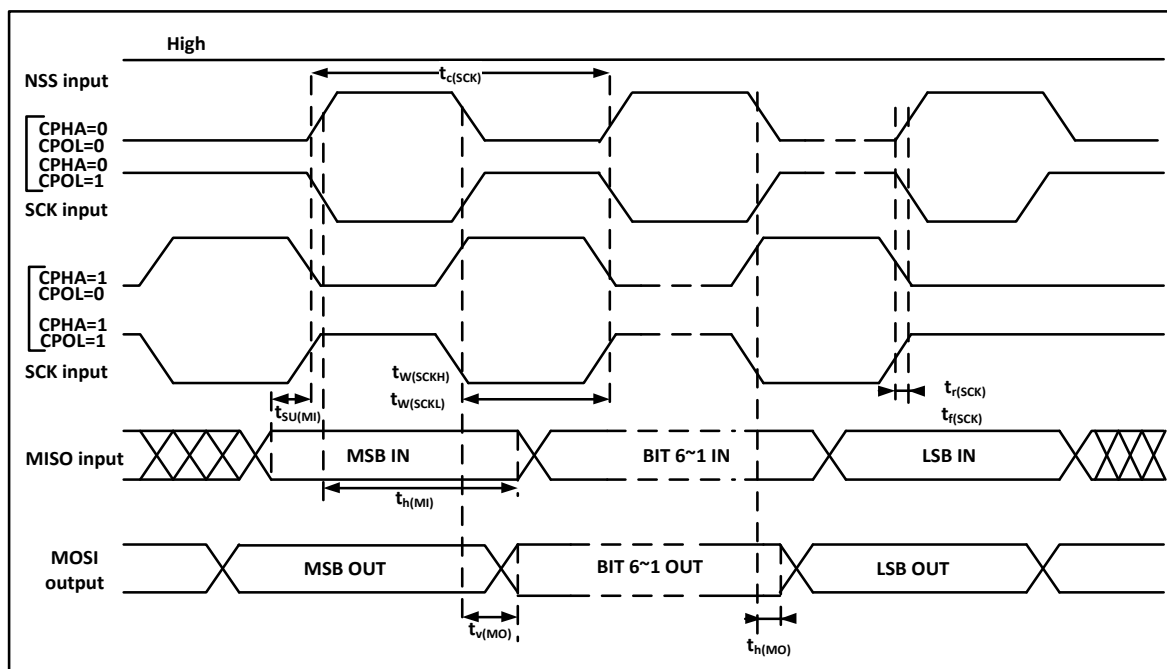 High
NSS input
tc(SCK)
CPHA=0
CPOL=0
CPHA=0
CPOL=1
SCK input
CPHA=1
CPOL=0
CPHA=1
CPOL=1
SCK input
tW(SCKH)
tW(SCKL)
tr(SCK)
tf(SCK)
tSU(MI)
MISO input
MSB IN
BIT 6~1 IN
LSB IN
th(MI)
MOSI
output
MSB OUT
BIT 6~1 OUT
LSB OUT
tv(MO)
th(MO)